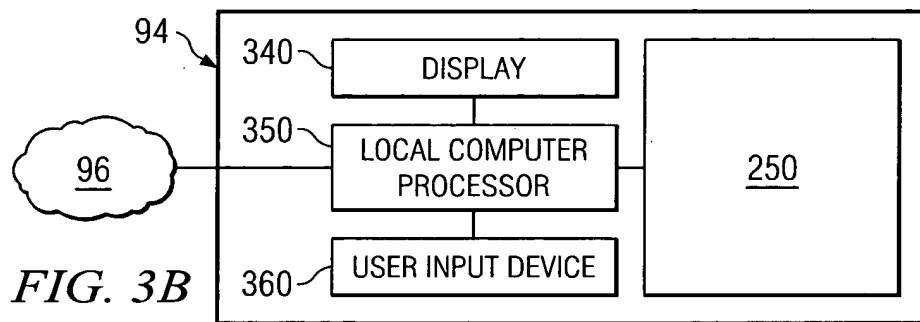 94
340
DISPLAY
350
LOCAL COMPUTER
PROCESSOR
96
250
360
USER INPUT DEVICE
FIG. 3B